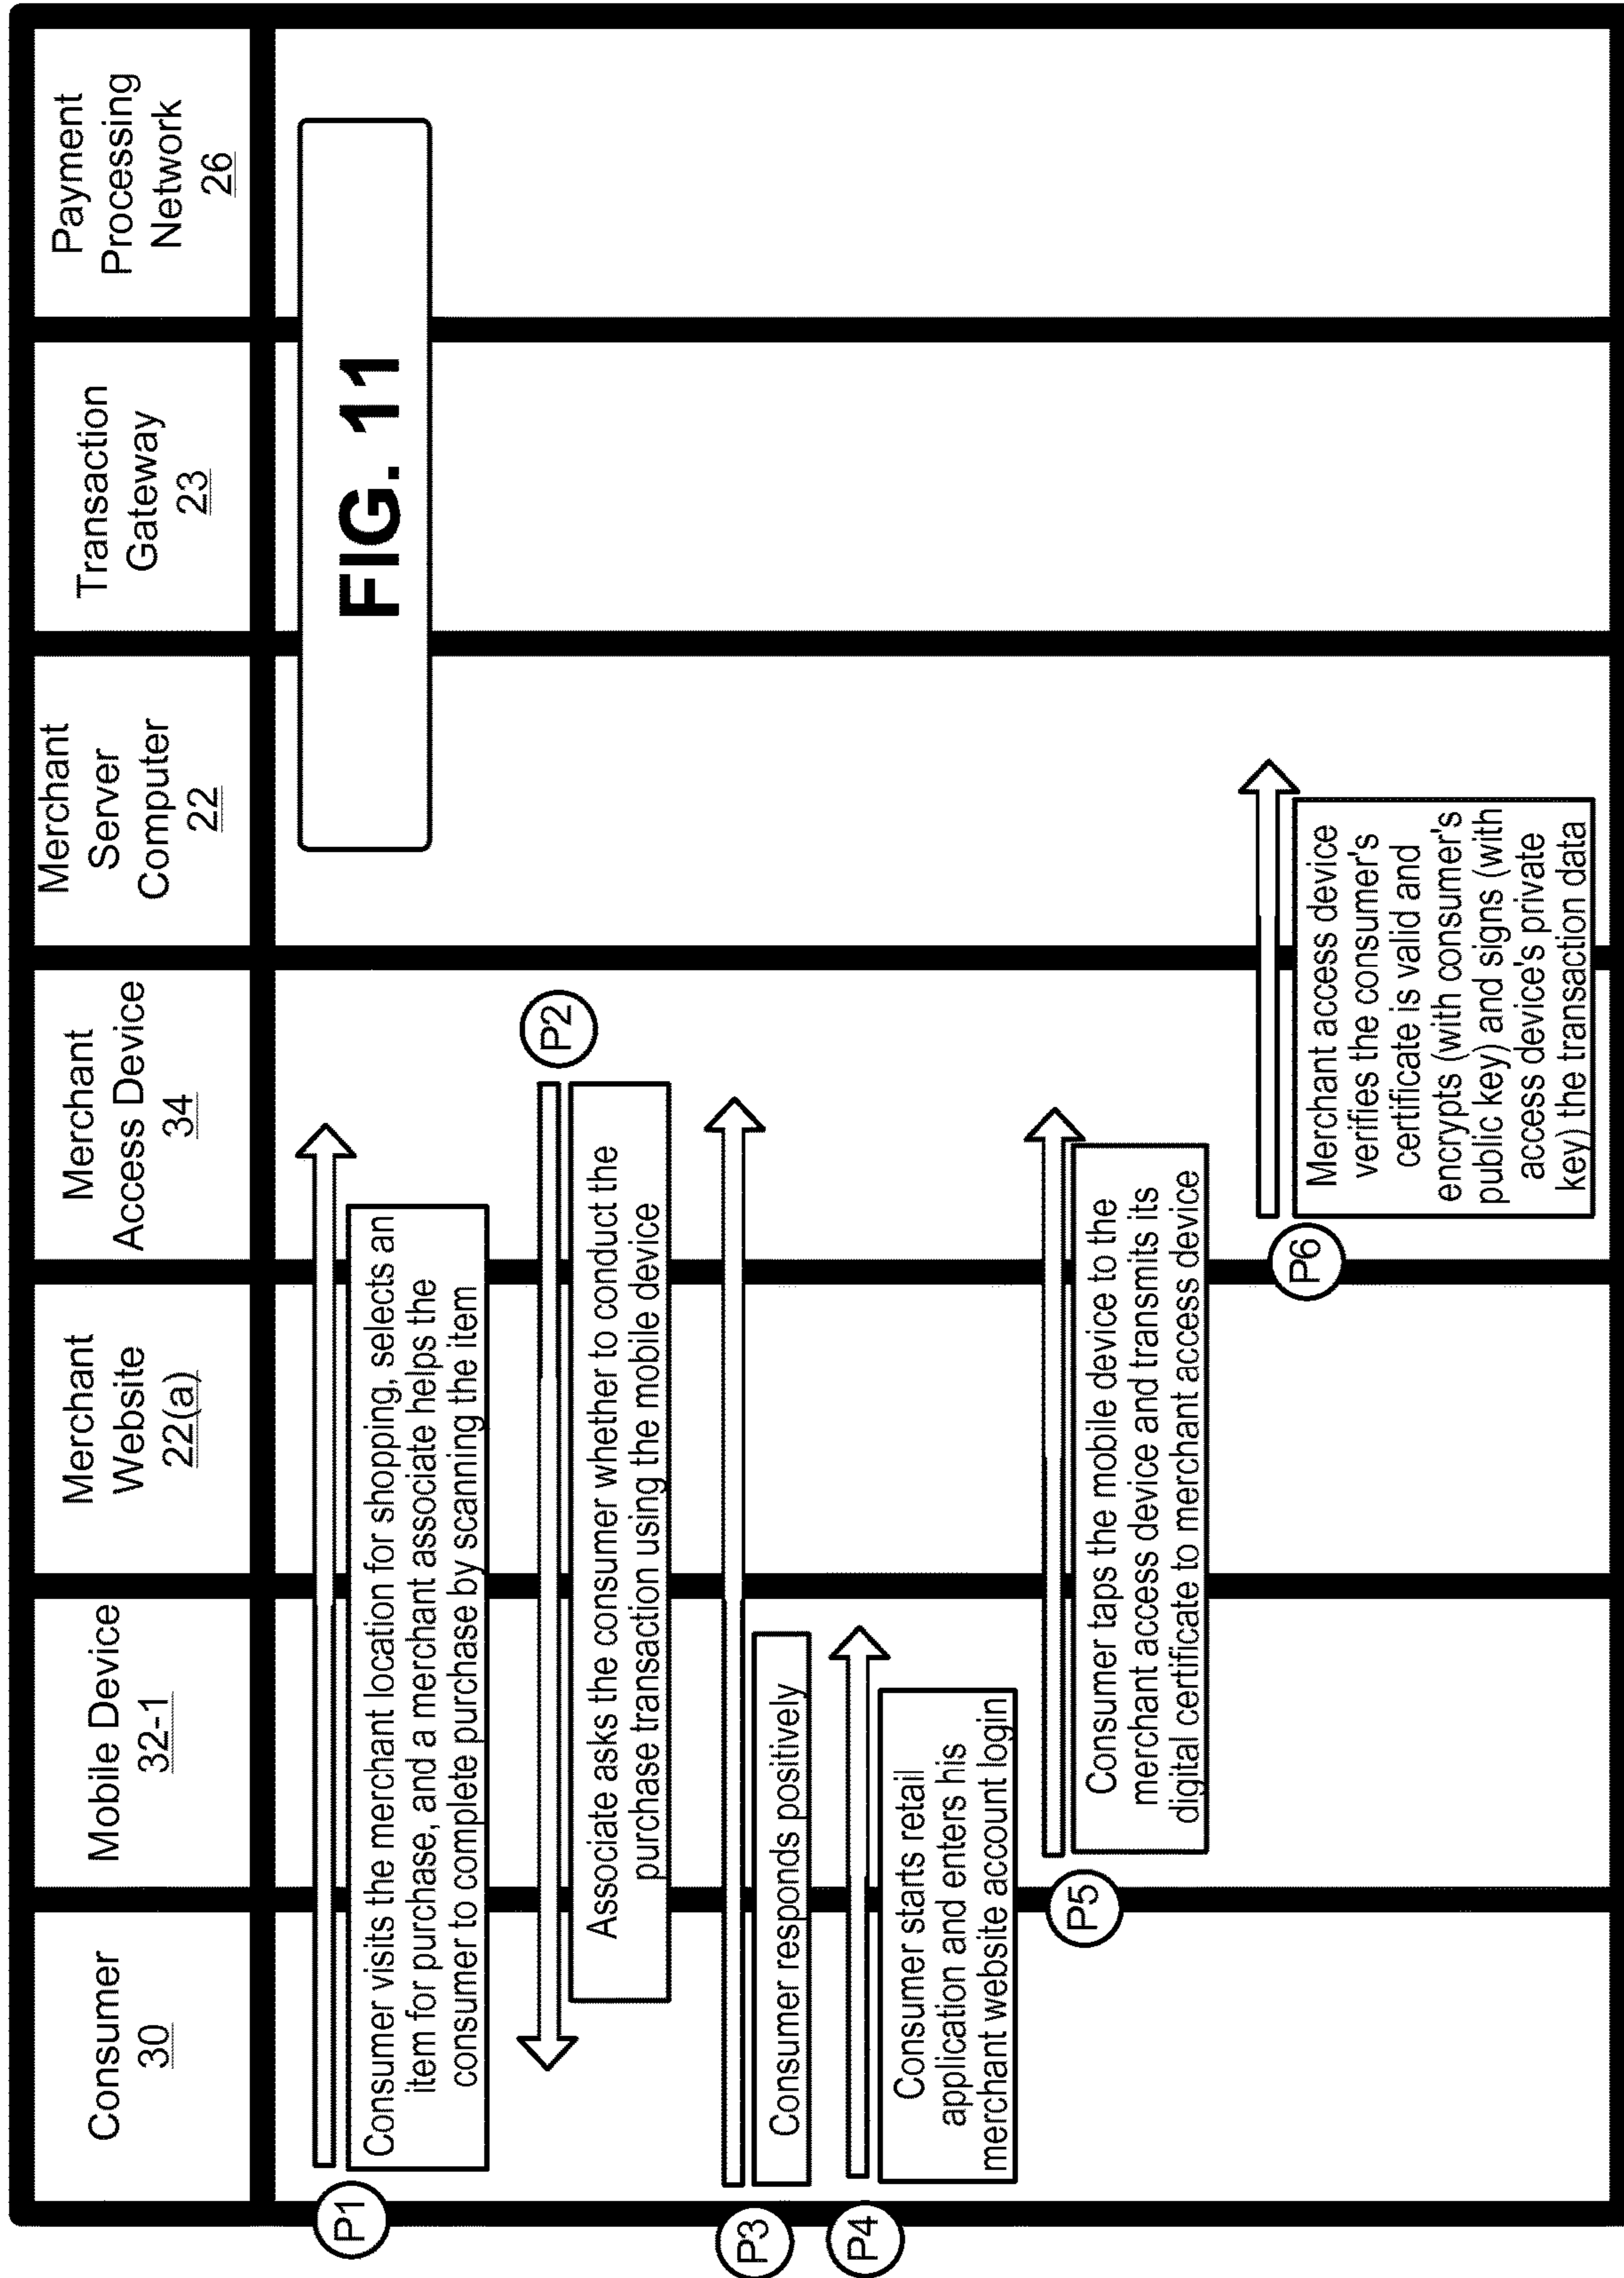 Consumer
30
Mobile Device
32-1
Merchant
Website
22(a)
Merchant
Access Device
34
Merchant
Server
Computer
22
Transaction
Gateway
23
Payment
Processing
Network
26
FIG. 11
P1
Consumer visits the merchant location for shopping, selects an
item for purchase, and a merchant associate helps the
consumer to complete purchase by scanning the item
P2
Associate asks the consumer whether to conduct the
purchase transaction using the mobile device
P3
Consumer responds positively
P4
Consumer starts retail
application and enters his
merchant website account login
P5
Consumer taps the mobile device to the
merchant access device and transmits its
digital certificate to merchant access device
P6
Merchant access device
verifies the consumer's
certificate is valid and
encrypts (with consumer's
public key) and signs (with
access device's private
key) the transaction data